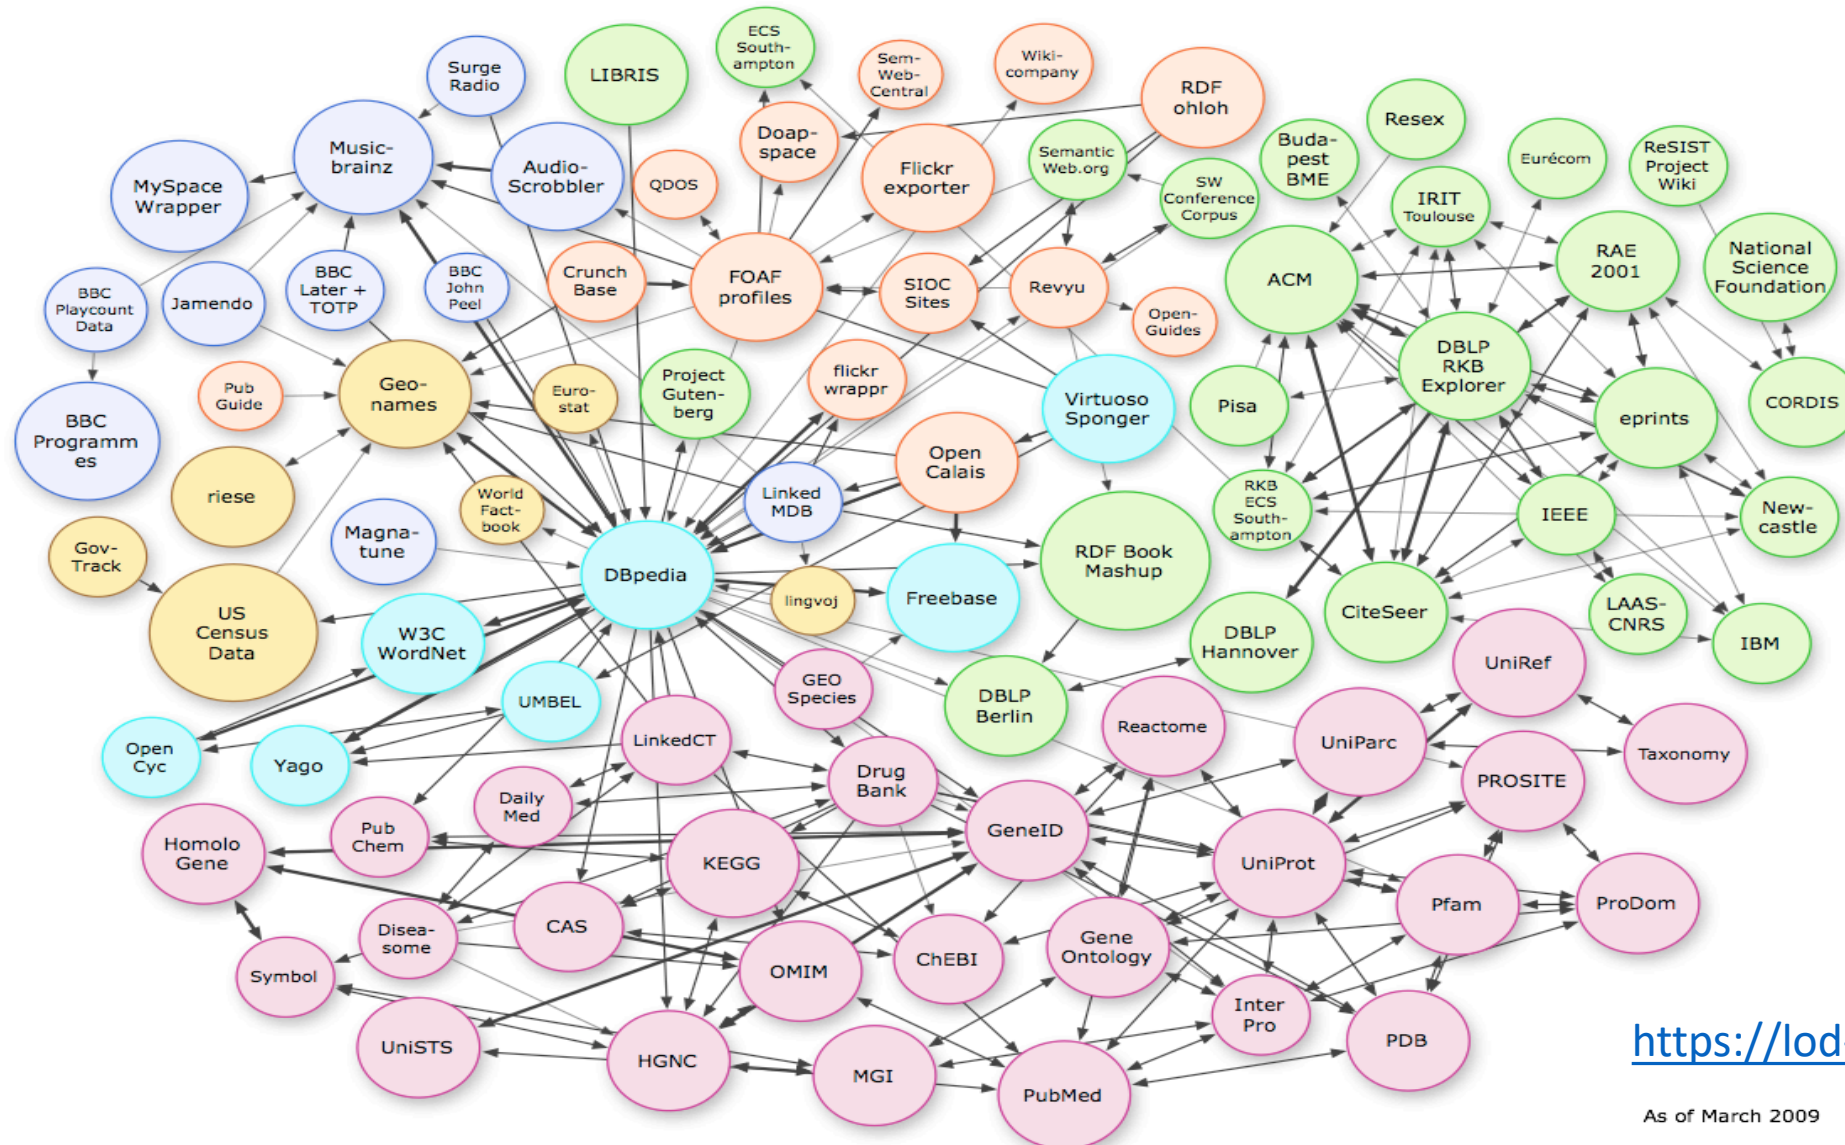 Surge
Radio
LIBRIS
ECS
South-
ampton
Sem-
Web-
Central
Wiki-
company
RDF
ohloh
Music-
brainz
Audio-
Scrobbler
Doap-
space
Flickr
exporter
Semantic
Web.org
Buda-
pest
BME
Resex
Eurécom
ReSIST
Project
Wiki
MySpace
Wrapper
QDOS
SW
Conference
Corpus
IRIT
Toulouse
RAE
2001
National
Science
Foundation
BBC
Playcount
Data
Jamendo
BBC
Later +
TOTP
BBC
John
Peel
Crunch
Base
FOAF
profiles
SIOC
Sites
Revyu
Open-
Guides
ACM
DBLP
RKB
Explorer
Pub
Guide
Geo-
names
Euro-
stat
Project
Guten-
berg
flickr
wrappr
Virtuoso
Sponger
Pisa
eprints
CORDIS
BBC
Programm
es
riese
World
Fact-
book
Linked
MDB
Open
Calais
RKB
ECS
South-
ampton
IEEE
New-
castle
Gov-
Track
Magna-
tune
DBpedia
lingvoj
Freebase
RDF Book
Mashup
CiteSeer
LAAS-
CNRS
IBM
US
Census
Data
W3C
WordNet
DBLP
Hannover
UniRef
Open
Cyc
Yago
UMBEL
LinkedCT
GEO
Species
DBLP
Berlin
Reactome
UniParc
Taxonomy
PROSITE
Homolo
Gene
Pub
Chem
Daily
Med
Drug
Bank
KEGG
GeneID
UniProt
Pfam
ProDom
Symbol
Disea-
some
CAS
OMIM
ChEBI
Gene
Ontology
Inter
Pro
PDB
UniSTS
HGNC
MGI
PubMed
https://lod-
As of March 2009